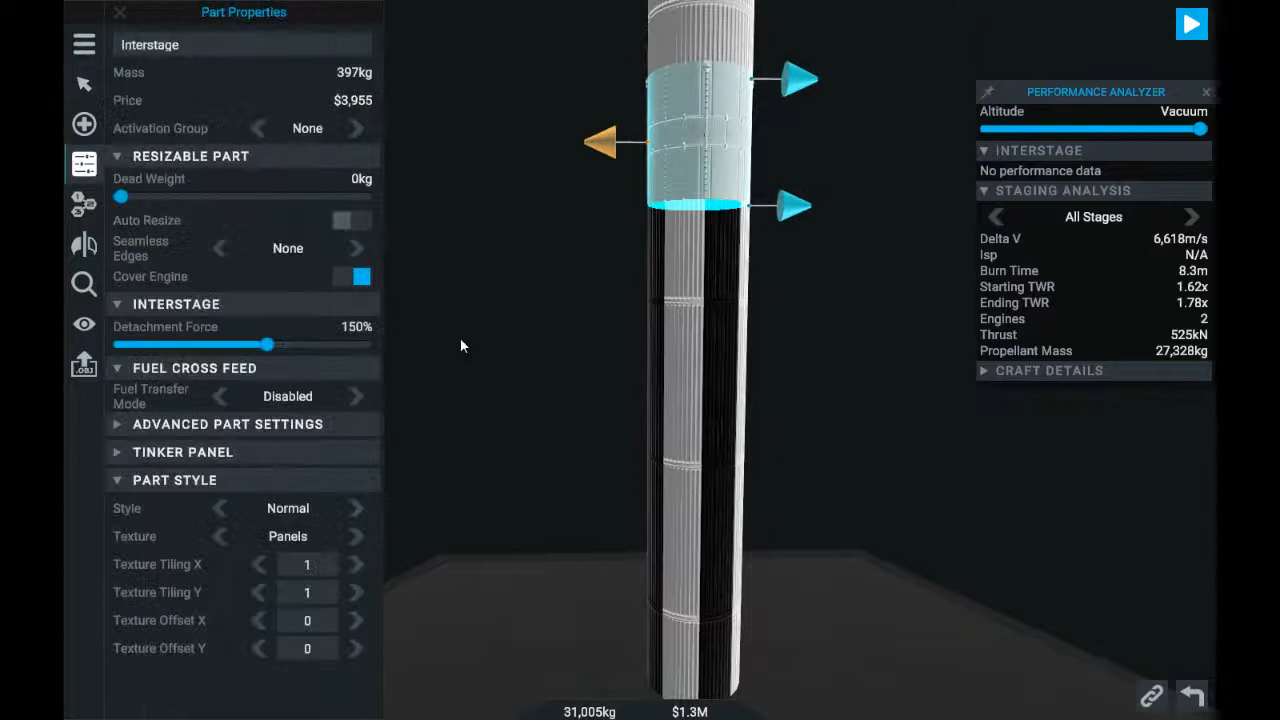 Part Properties
Interstage
Mass 397kg
Price $3,955
Activation Group None
RESIZABLE PART
Dead Weight 0kg
Auto Resize
Seamless Edges None
Cover Engine
INTERSTAGE
Detachment Force 150%
FUEL CROSS FEED
Fuel Transfer Mode Disabled
ADVANCED PART SETTINGS
TINKER PANEL
PART STYLE
Style Normal
Texture Panels
Texture Tiling X 1
Texture Tiling Y 1
Texture Offset X 0
Texture Offset Y 0
.OBJ
31,005kg $1.3M
PERFORMANCE ANALYZER
Altitude Vacuum
INTERSTAGE
No performance data
STAGING ANALYSIS
All Stages
Delta V 6,618m/s
Isp N/A
Burn Time 8.3m
Starting TWR 1.62x
Ending TWR 1.78x
Engines 2
Thrust 525kN
Propellant Mass 27,328kg
CRAFT DETAILS